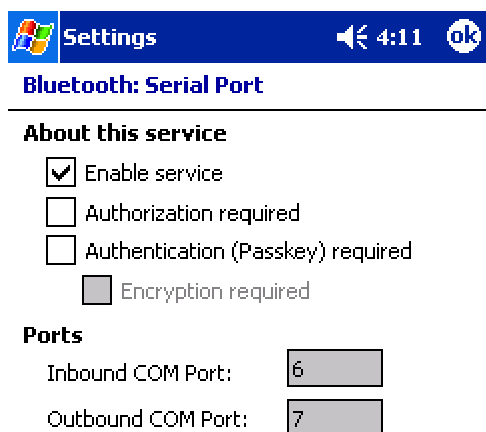 Settings 4:11 ok
Bluetooth: Serial Port
About this service
Enable service
Authorization required
Authentication (Passkey) required
Encryption required
Ports
Inbound COM Port: 6
Outbound COM Port: 7